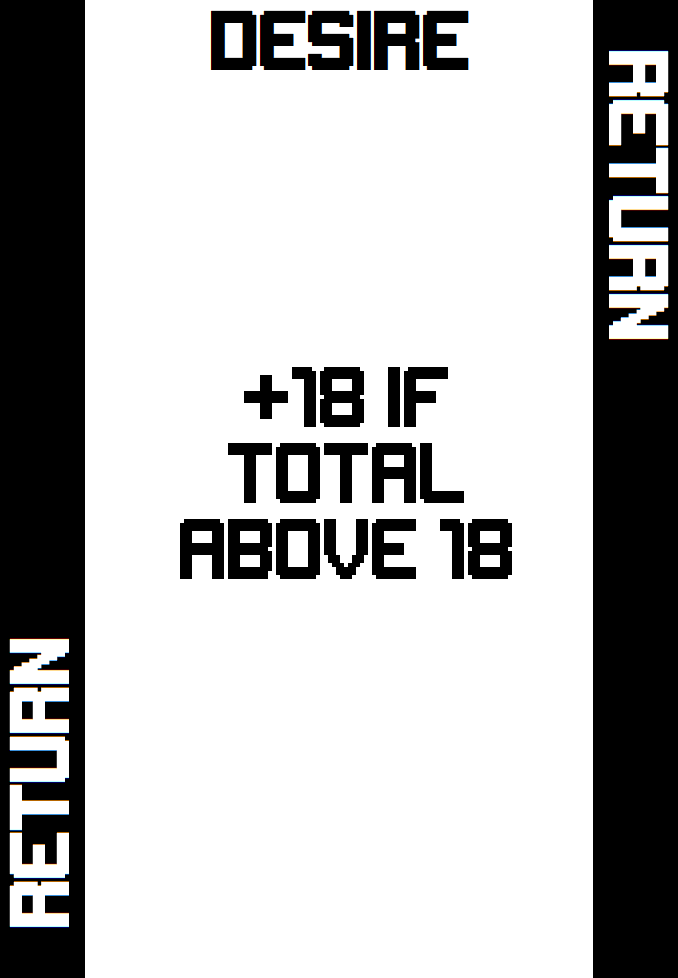 DESIRE
RETURN
+18 IF
TOTAL
ABOVE 18
RETURN